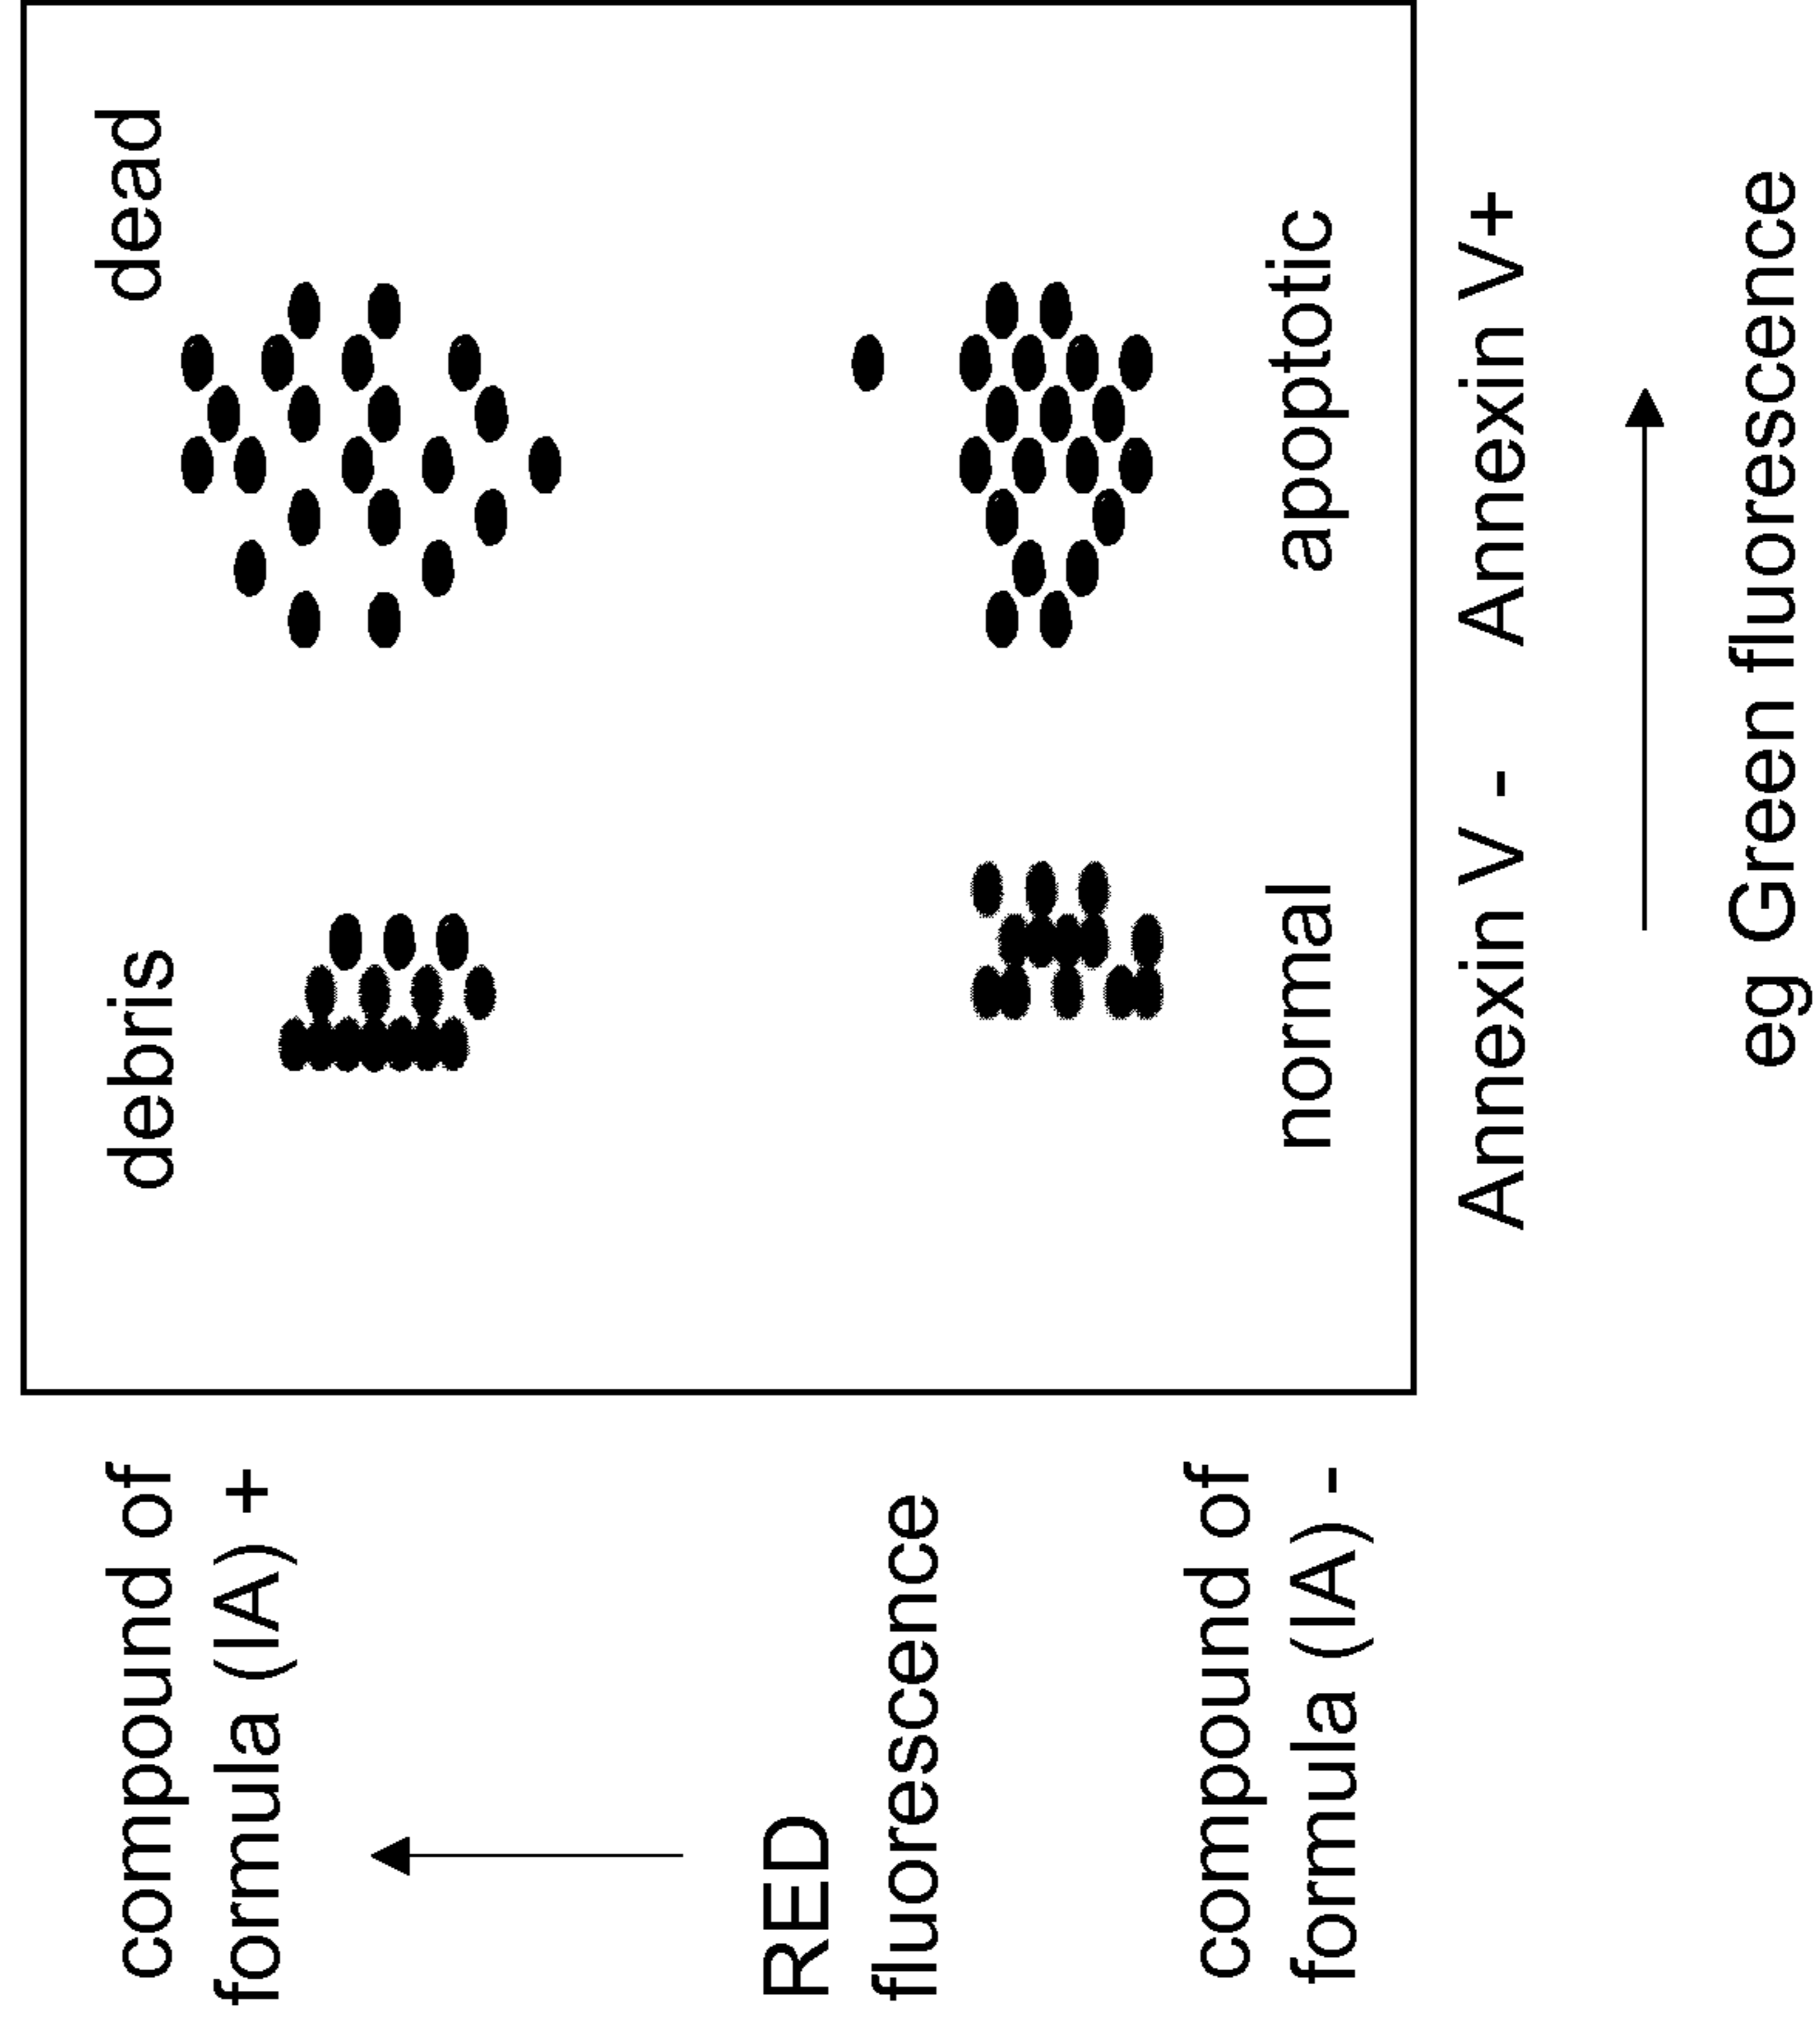 compound of
formula (IA) +
RED
fluorescence
compound of
formula (IA) -
debris
dead
normal
apoptotic
Annexin V -
Annexin V+
eg Green fluorescence